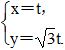 x=t,
y=√3t.